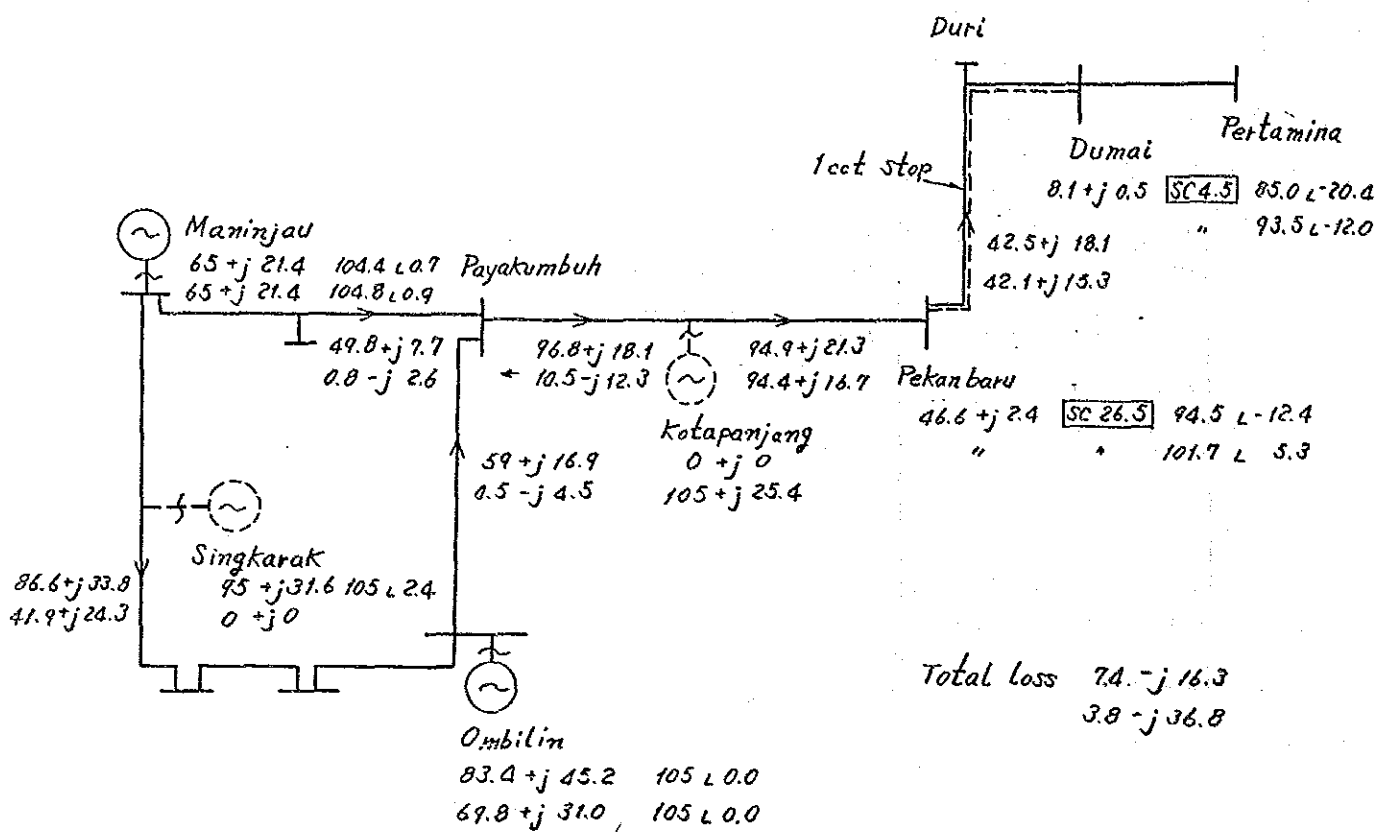 Duri
Pertamina
Dumai
1 cct stop
8.1+j 0.5 SC 4.5 85.0 ∠-20.4
" 93.5 ∠-12.0
42.5+j 18.1
42.1+j 15.3
Maninjau
65+j 21.4 104.4 ∠0.7
65+j 21.4 104.8 ∠0.9
Payakumbuh
49.8+j 7.7
0.8-j 2.6
96.8+j 18.1
← 10.5-j 12.3
94.9+j 21.3
94.4+j 16.7
Pekanbaru
46.6+j 2.4 SC 26.5 94.5 ∠-12.4
" " 101.7 ∠ 5.3
Kotapanjang
0+j 0
105+j 25.4
59+j 16.9
0.5-j 4.5
Singkarak
95+j 31.6 105 ∠ 2.4
0+j 0
86.6+j 33.8
41.9+j 24.3
Total loss 7.4.-j 16.3
3.8-j 36.8
Ombilin
83.4+j 45.2 105 ∠ 0.0
69.8+j 31.0, 105 ∠ 0.0